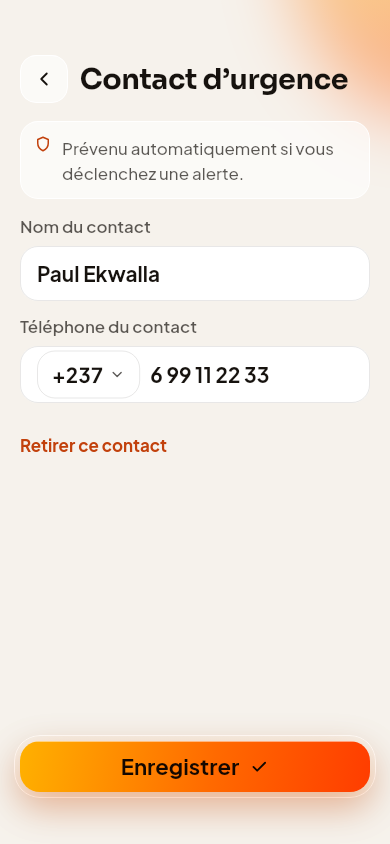 Contact d’urgence
Prévenu automatiquement si vous
déclenchez une alerte.
Nom du contact
Paul Ekwalla
Téléphone du contact
+237 6 99 11 22 33
Retirer ce contact
Enregistrer